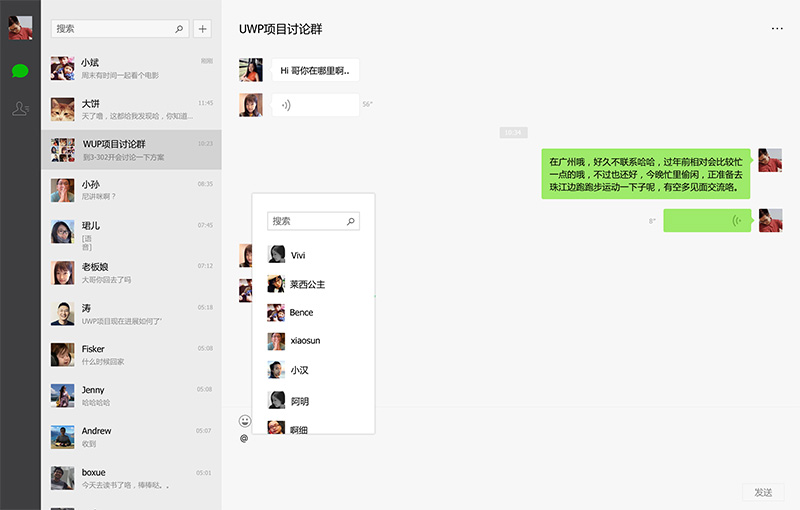 搜索
+
小斌
刚刚
周末有时间一起看个电影
大饼
11:45
天了噜，这都给我发现哈，你知道...
WUP项目讨论群
10:23
到3-302开会讨论一下方案
小孙
08:35
尼讲咪啊？
珺儿
07:45
[语
音]
老板娘
07:12
大哥你回去了吗
涛
05:18
UWP项目现在进展如何了'
Fisker
05:08
什么时候回家
Jenny
05:08
哈哈哈哈
Andrew
05:07
收到
boxue
05:01
今天去读书了唔，棒棒哒。。
UWP项目讨论群
...
Hi 哥你在哪里啊..
56"
10:34
在广州哦，好久不联系哈哈，过年前相对会比较忙
一点的哦，不过也还好，今晚忙里偷闲，正准备去
珠江边跑跑步运动一下子呢，有空多见面交流咯。
8"
搜索
Vivi
莱西公主
Bence
xiaosun
小汉
阿明
啊细
@
发送